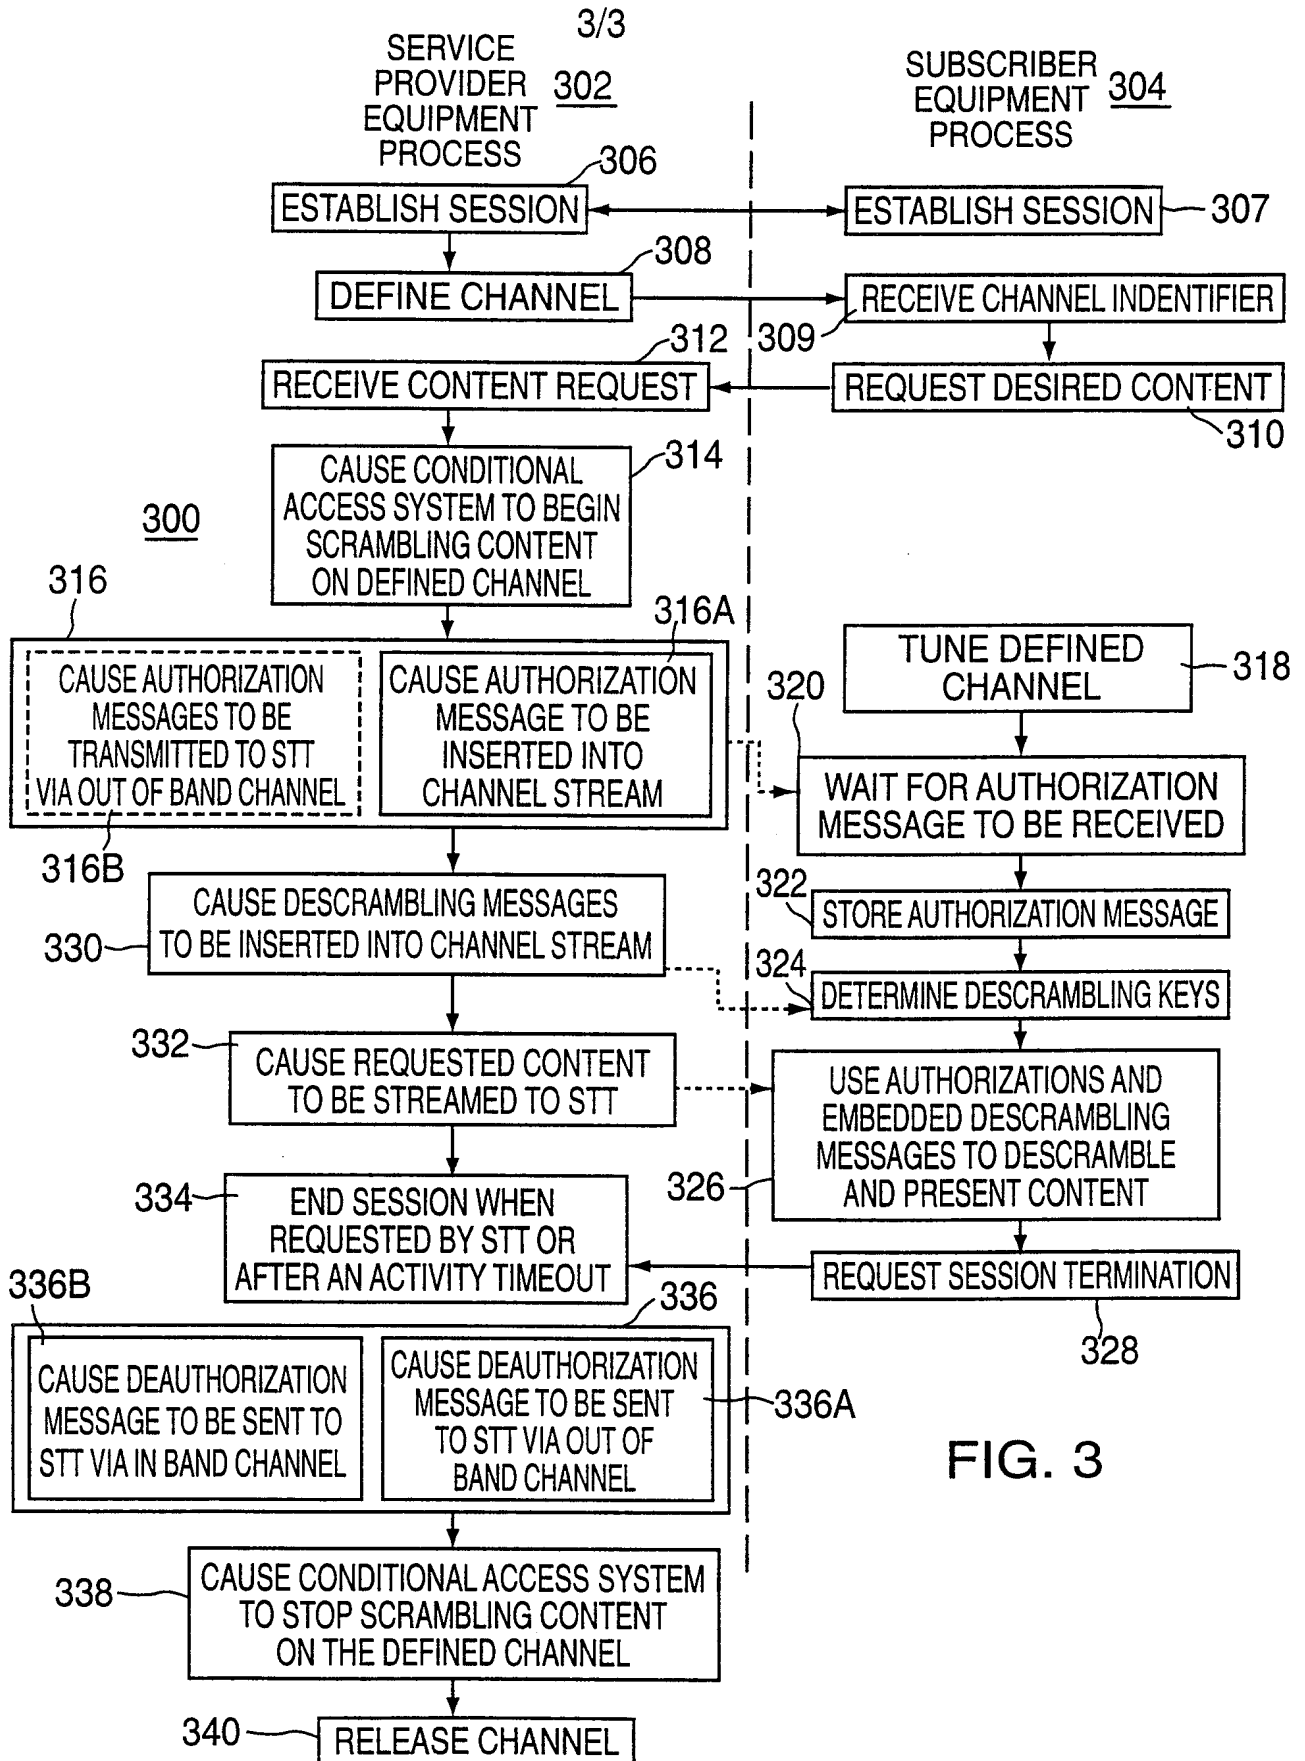 3/3
SERVICE
PROVIDER
EQUIPMENT
PROCESS
302
SUBSCRIBER
EQUIPMENT
PROCESS
304
306
ESTABLISH SESSION
ESTABLISH SESSION
307
308
DEFINE CHANNEL
RECEIVE CHANNEL INDENTIFIER
309
312
RECEIVE CONTENT REQUEST
REQUEST DESIRED CONTENT
310
314
CAUSE CONDITIONAL
ACCESS SYSTEM TO BEGIN
SCRAMBLING CONTENT
ON DEFINED CHANNEL
300
316
316A
CAUSE AUTHORIZATION
MESSAGES TO BE
TRANSMITTED TO STT
VIA OUT OF BAND CHANNEL
316B
CAUSE AUTHORIZATION
MESSAGE TO BE
INSERTED INTO
CHANNEL STREAM
TUNE DEFINED
CHANNEL
318
320
WAIT FOR AUTHORIZATION
MESSAGE TO BE RECEIVED
322
STORE AUTHORIZATION MESSAGE
330
CAUSE DESCRAMBLING MESSAGES
TO BE INSERTED INTO CHANNEL STREAM
324
DETERMINE DESCRAMBLING KEYS
332
CAUSE REQUESTED CONTENT
TO BE STREAMED TO STT
USE AUTHORIZATIONS AND
EMBEDDED DESCRAMBLING
MESSAGES TO DESCRAMBLE
AND PRESENT CONTENT
326
334
END SESSION WHEN
REQUESTED BY STT OR
AFTER AN ACTIVITY TIMEOUT
REQUEST SESSION TERMINATION
328
336B
336
CAUSE DEAUTHORIZATION
MESSAGE TO BE SENT TO
STT VIA IN BAND CHANNEL
CAUSE DEAUTHORIZATION
MESSAGE TO BE SENT
TO STT VIA OUT OF
BAND CHANNEL
336A
FIG. 3
338
CAUSE CONDITIONAL ACCESS SYSTEM
TO STOP SCRAMBLING CONTENT
ON THE DEFINED CHANNEL
340
RELEASE CHANNEL